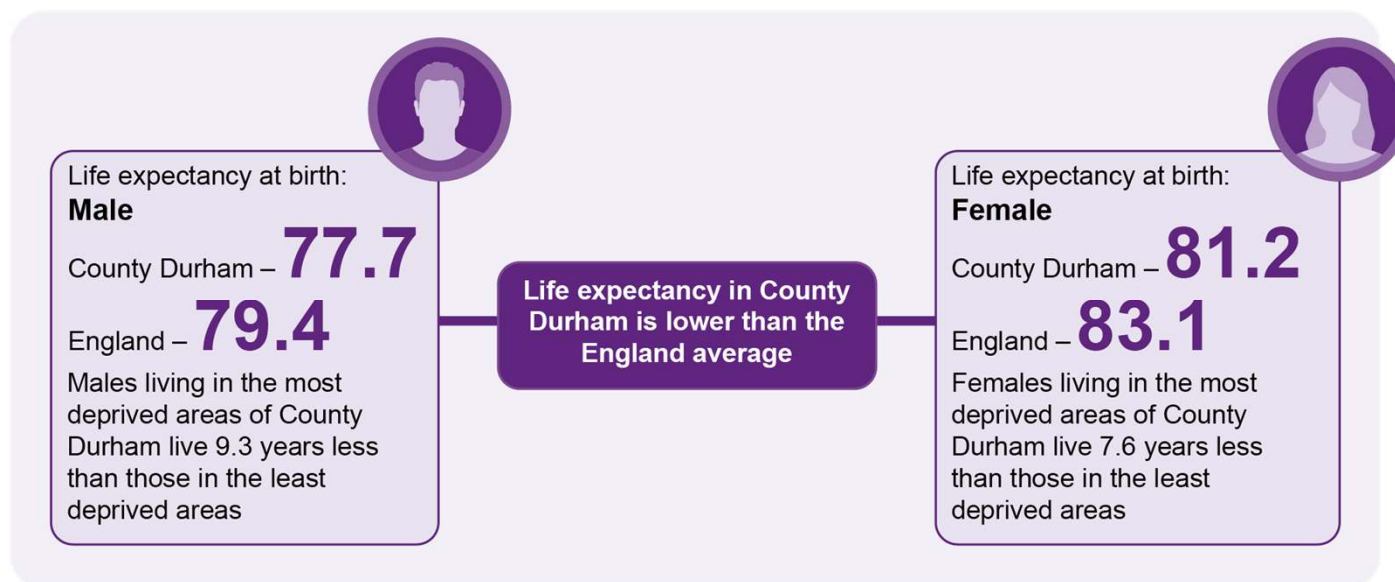 Life expectancy at birth:
Male
County Durham – 77.7
England – 79.4
Males living in the most
deprived areas of County
Durham live 9.3 years less
than those in the least
deprived areas
Life expectancy in County
Durham is lower than the
England average
Life expectancy at birth:
Female
County Durham – 81.2
England – 83.1
Females living in the most
deprived areas of County
Durham live 7.6 years less
than those in the least
deprived areas